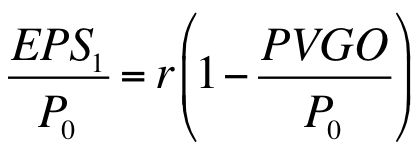 EPS₁/P₀ = r(1 − PVGO/P₀)